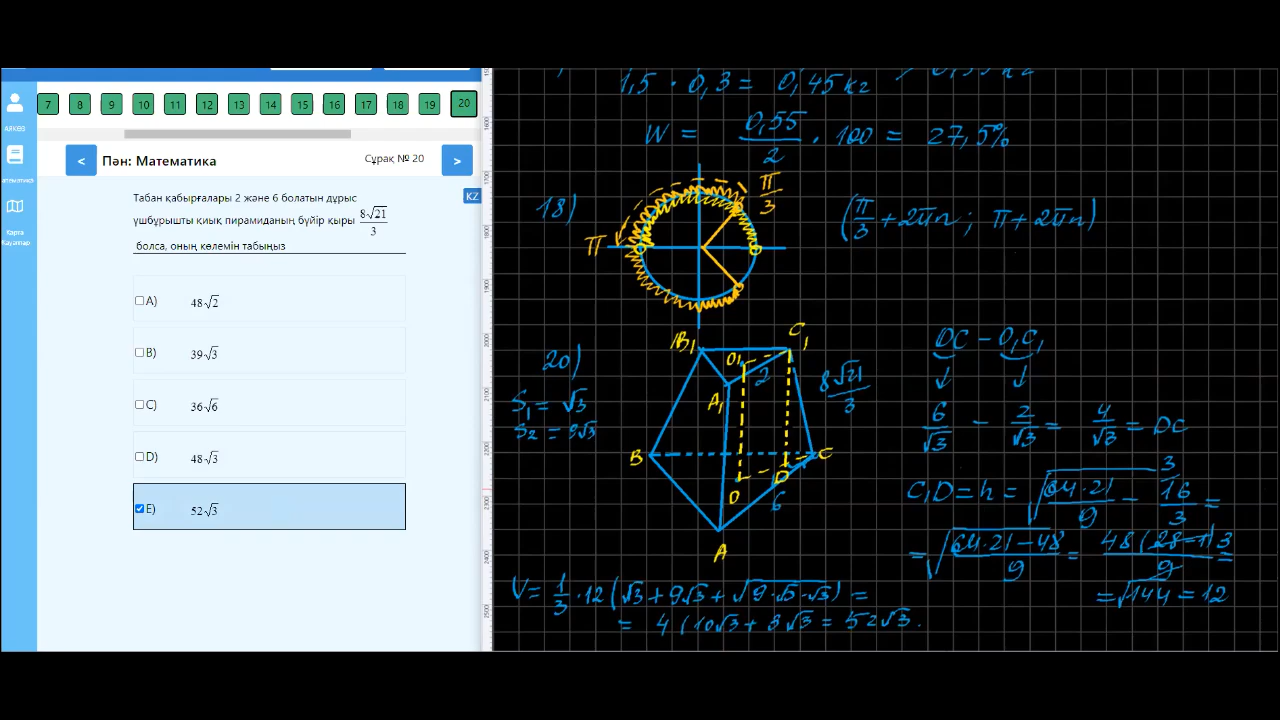 7 8 9 10 11 12 13 14 15 16 17 18 19 20
< Пән: Математика Сұрақ № 20 >
KZ
Табан қабырғалары 2 және 6 болатын дұрыс
үшбұрышты қиық пирамиданың бүйір қыры 8√21/3
болса, оның көлемін табыңыз
A) 48√2
B) 39√3
C) 36√6
D) 48√3
E) 52√3
1,5 · 0,3 = 0,45 кг
W = 0,55/2 · 100 = 27,5%
18) π π/3 (π/3 + 2πn; π + 2πn)
20)
S₁ = √3
S₂ = 9√3
B₁ O₁ C₁
A₁ 2 8√21/3
B D C
O 6
A
OC − O₁C₁
↓ ↓
6/√3 − 2/√3 = 4/√3 = DC
C₁D = h = √(64·21/9 − 16/3) =
3
= √((64·21 − 48)/9) = 48(28−1)3/9 =
= √144 = 12
V = 1/3 · 12 (√3 + 9√3 + √(9·√3·√3) =
= 4 (10√3 + 3√3 = 52√3.